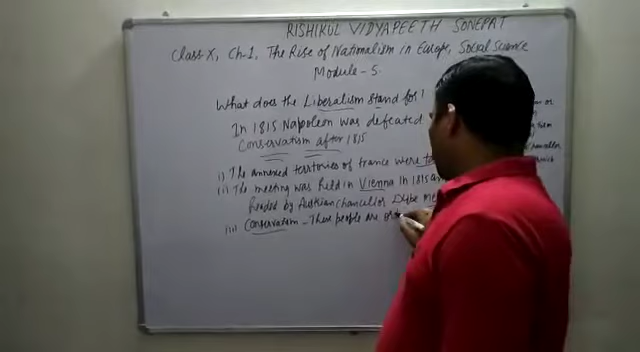 RISHIKUL VIDYAPEETH SONEPAT
Class X, Ch-1, The Rise of Nationalism in Europe, Social Science
Module - 5.
What does the Liberalism stand for?
In 1815 Napoleon was defeated
Conservatism after 1815
i) The annexed territories of France were
ii) The meeting was held in Vienna in 1815
headed by Austrian chancellor Duke
iii) Conservatism - These people are